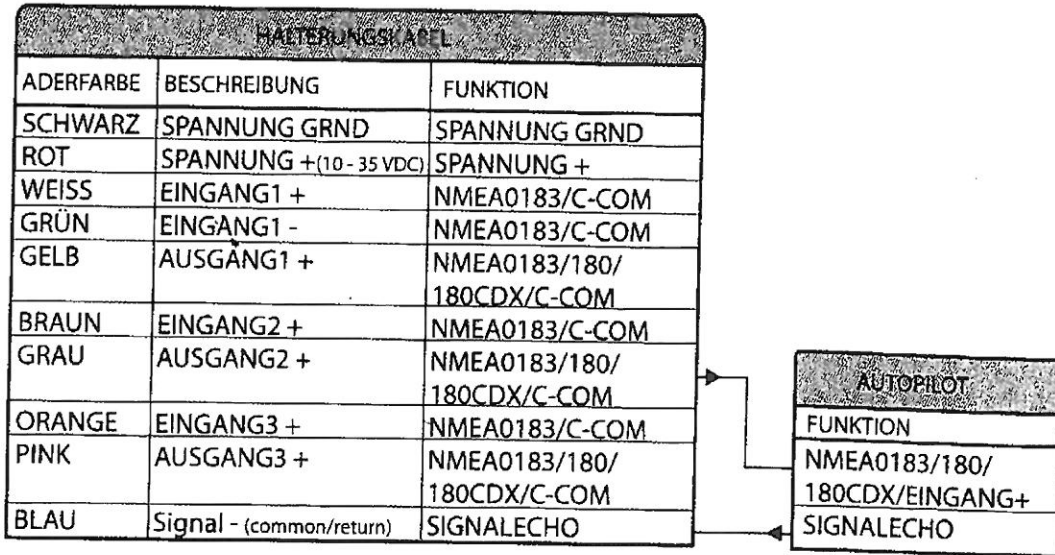 HALTERUNGSKABEL
ADERFARBE BESCHREIBUNG FUNKTION
SCHWARZ SPANNUNG GRND SPANNUNG GRND
ROT SPANNUNG +(10 - 35 VDC) SPANNUNG +
WEISS EINGANG1 + NMEA0183/C-COM
GRÜN EINGANG1 - NMEA0183/C-COM
GELB AUSGANG1 + NMEA0183/180/
180CDX/C-COM
BRAUN EINGANG2 + NMEA0183/C-COM
GRAU AUSGANG2 + NMEA0183/180/
180CDX/C-COM
ORANGE EINGANG3 + NMEA0183/C-COM
PINK AUSGANG3 + NMEA0183/180/
180CDX/C-COM
BLAU Signal - (common/return) SIGNALECHO
AUTOPILOT
FUNKTION
NMEA0183/180/
180CDX/EINGANG+
SIGNALECHO